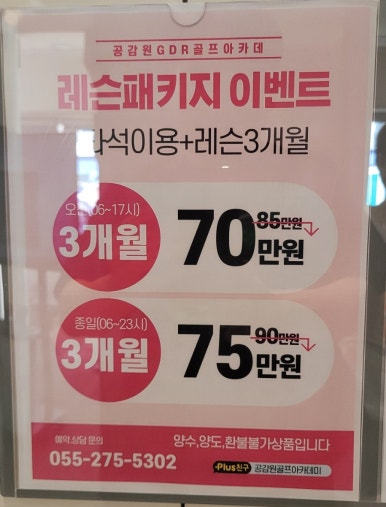 공감원GDR골프아카데
레슨패키지 이벤트
타석이용+레슨3개월
오전(06~17시)
3개월
85만원
70만원
종일(06~23시)
3개월
90만원
75만원
예약.상담 문의
055-275-5302
양수,양도,환불불가상품입니다
Plus친구 공감원골프아카데미